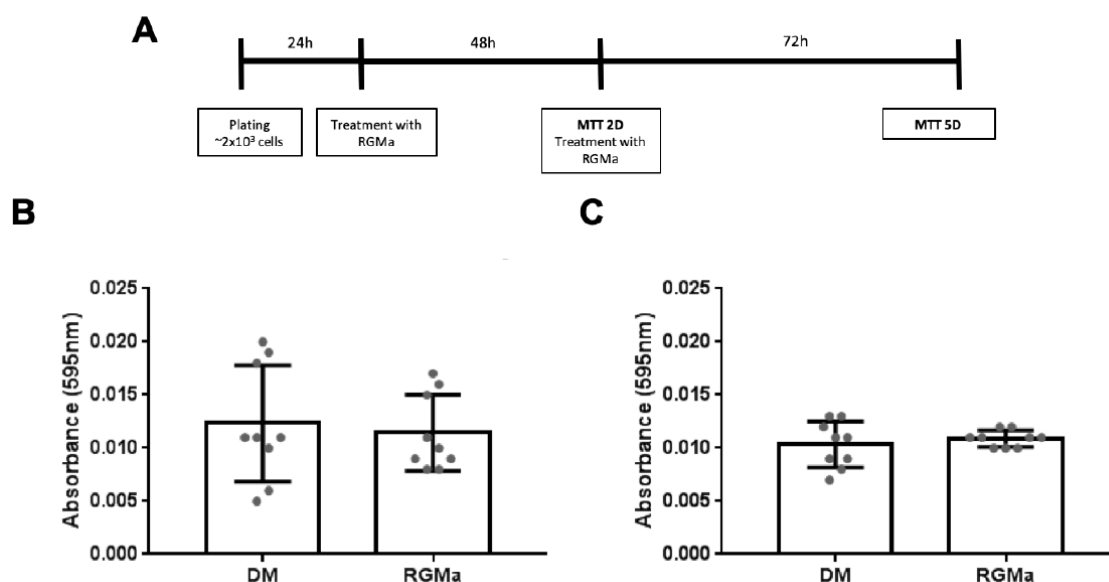 A
24h
48h
72h
Plating
~2x10³ cells
Treatment with
RGMa
MTT 2D
Treatment with
RGMa
MTT 5D
B
Absorbance (595nm)
0.025
0.020
0.015
0.010
0.005
0.000
DM
RGMa
C
Absorbance (595nm)
0.025
0.020
0.015
0.010
0.005
0.000
DM
RGMa